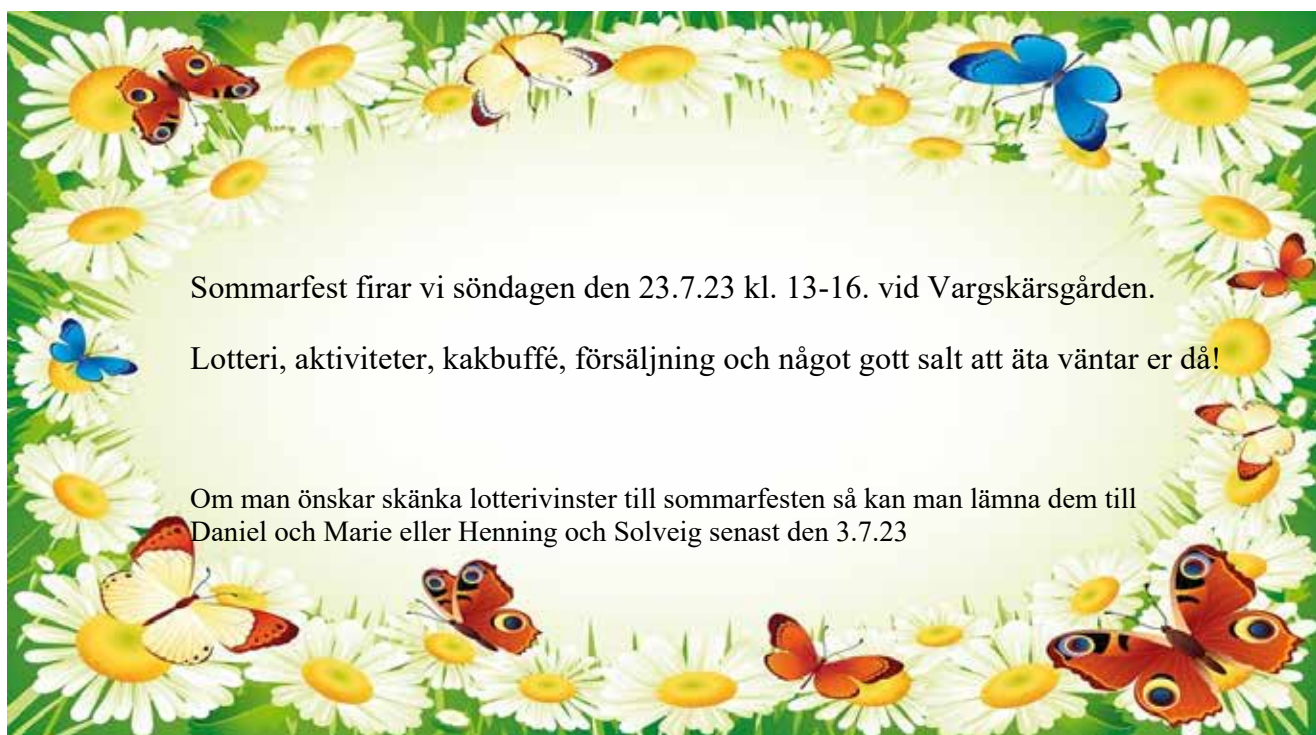 Sommarfest firar vi söndagen den 23.7.23 kl. 13-16. vid Vargskärsgården.
Lotteri, aktiviteter, kakbuffé, försäljning och något gott salt att äta väntar er då!
Om man önskar skänka lotterivinster till sommarfesten så kan man lämna dem till
Daniel och Marie eller Henning och Solveig senast den 3.7.23